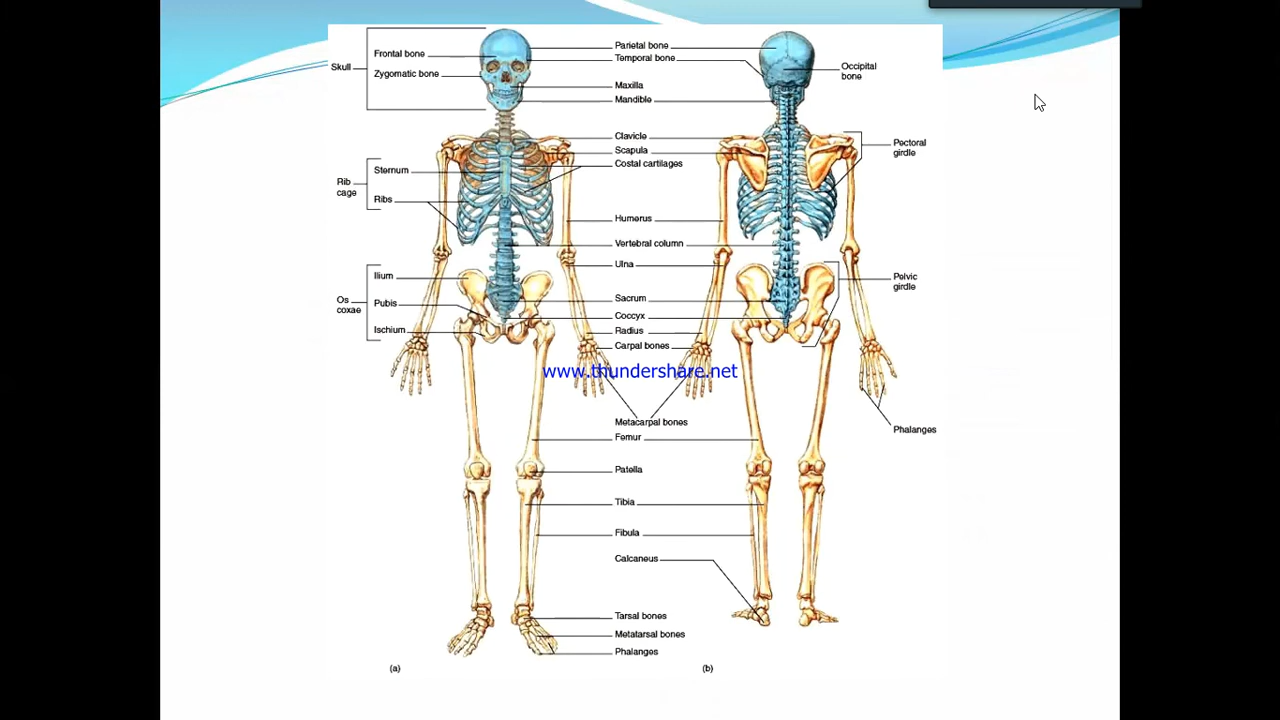 Frontal bone
Skull
Zygomatic bone
Parietal bone
Temporal bone
Maxilla
Mandible
Occipital
bone
Clavicle
Scapula
Costal cartilages
Pectoral
girdle
Sternum
Rib
cage
Ribs
Humerus
Vertebral column
Ulna
Ilium
Os
coxae
Pubis
Ischium
Sacrum
Coccyx
Radius
Carpal bones
Pelvic
girdle
www.thundershare.net
Metacarpal bones
Phalanges
Femur
Patella
Tibia
Fibula
Calcaneus
Tarsal bones
Metatarsal bones
Phalanges
(a)
(b)